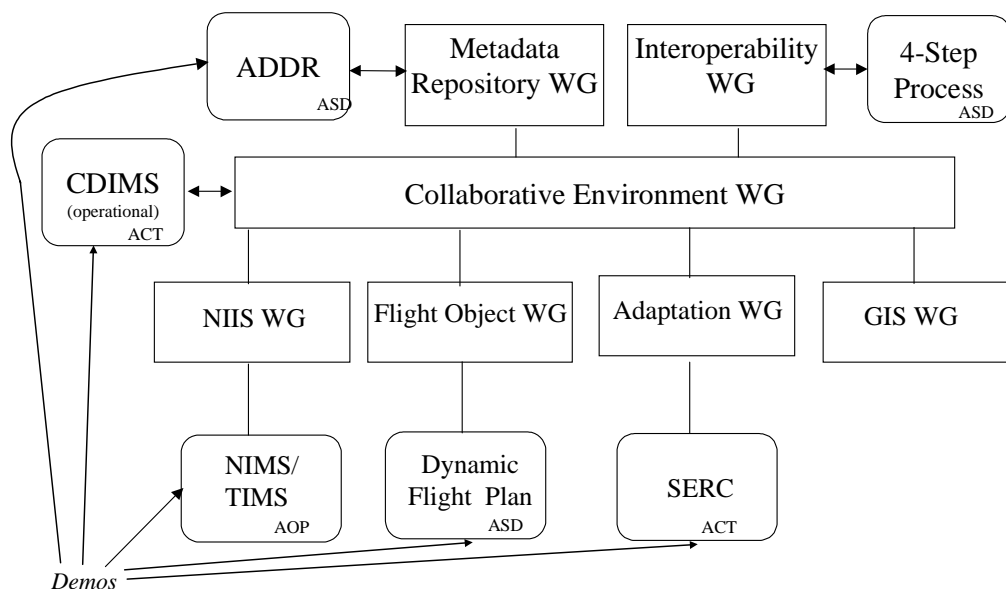 ADDR
ASD
Metadata
Repository WG
Interoperability
WG
4-Step
Process
ASD
CDIMS
(operational)
ACT
Collaborative Environment WG
NIIS WG
Flight Object WG
Adaptation WG
GIS WG
NIMS/
TIMS
AOP
Dynamic
Flight Plan
ASD
SERC
ACT
Demos